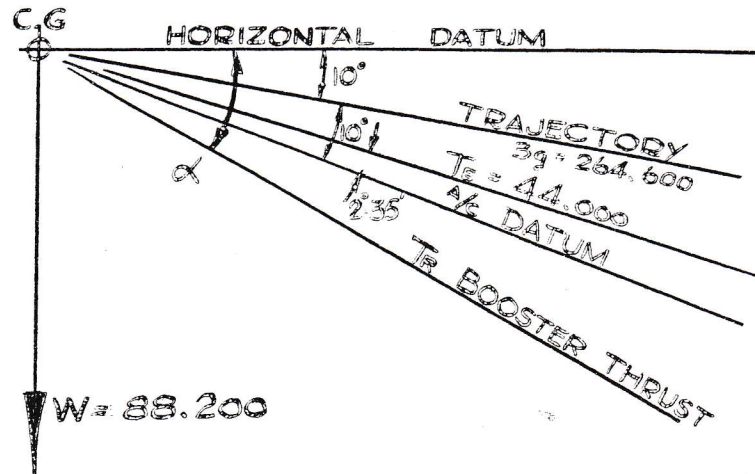 C.G
HORIZONTAL DATUM
10°
TRAJECTORY
3g = 264.600
10°
TE = 44.000
A/C DATUM
2°35'
α
TR BOOSTER THRUST
W = 88.200